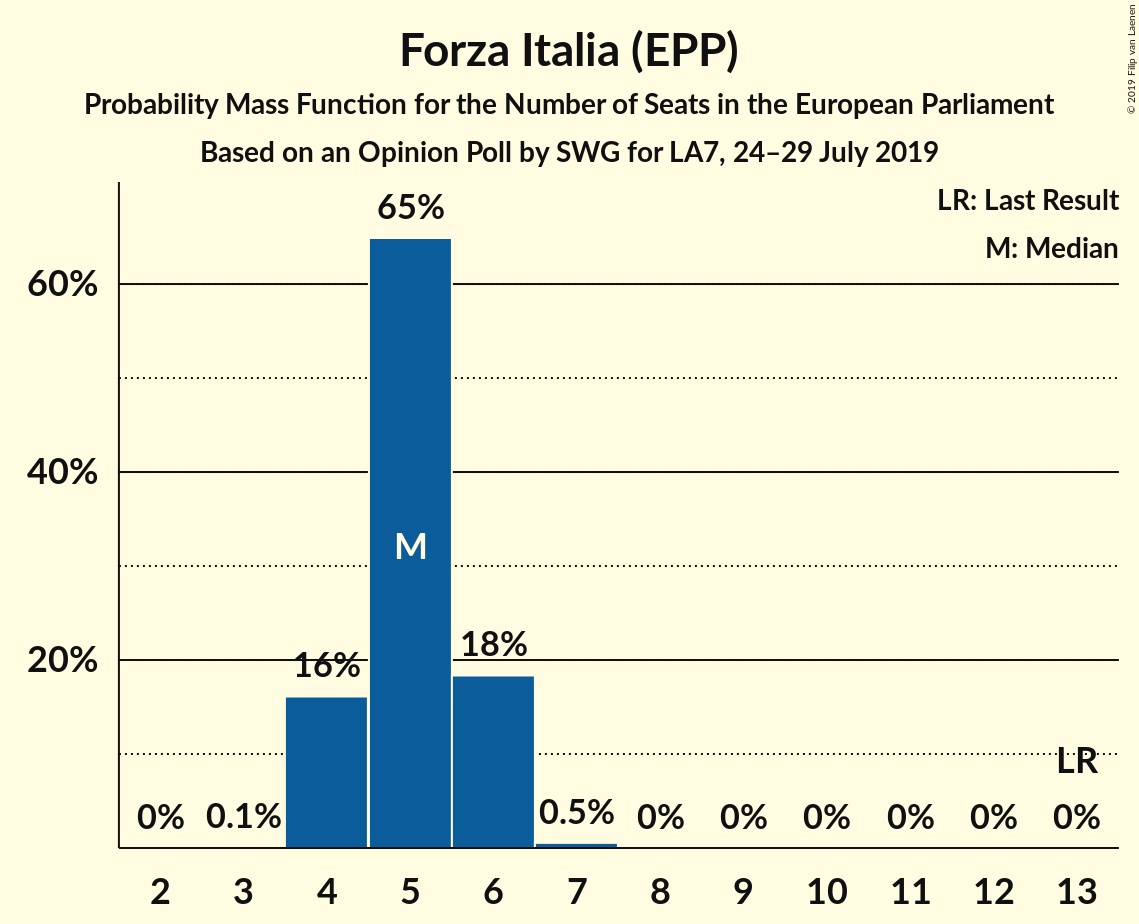 Forza Italia (EPP)
Probability Mass Function for the Number of Seats in the European Parliament
Based on an Opinion Poll by SWG for LA7, 24–29 July 2019
© 2019 Filip van Laenen
LR: Last Result
M: Median
60%
40%
20%
0%
0.1%
16%
65%
M
18%
0.5%
0%
0%
0%
0%
0%
LR
0%
2 3 4 5 6 7 8 9 10 11 12 13